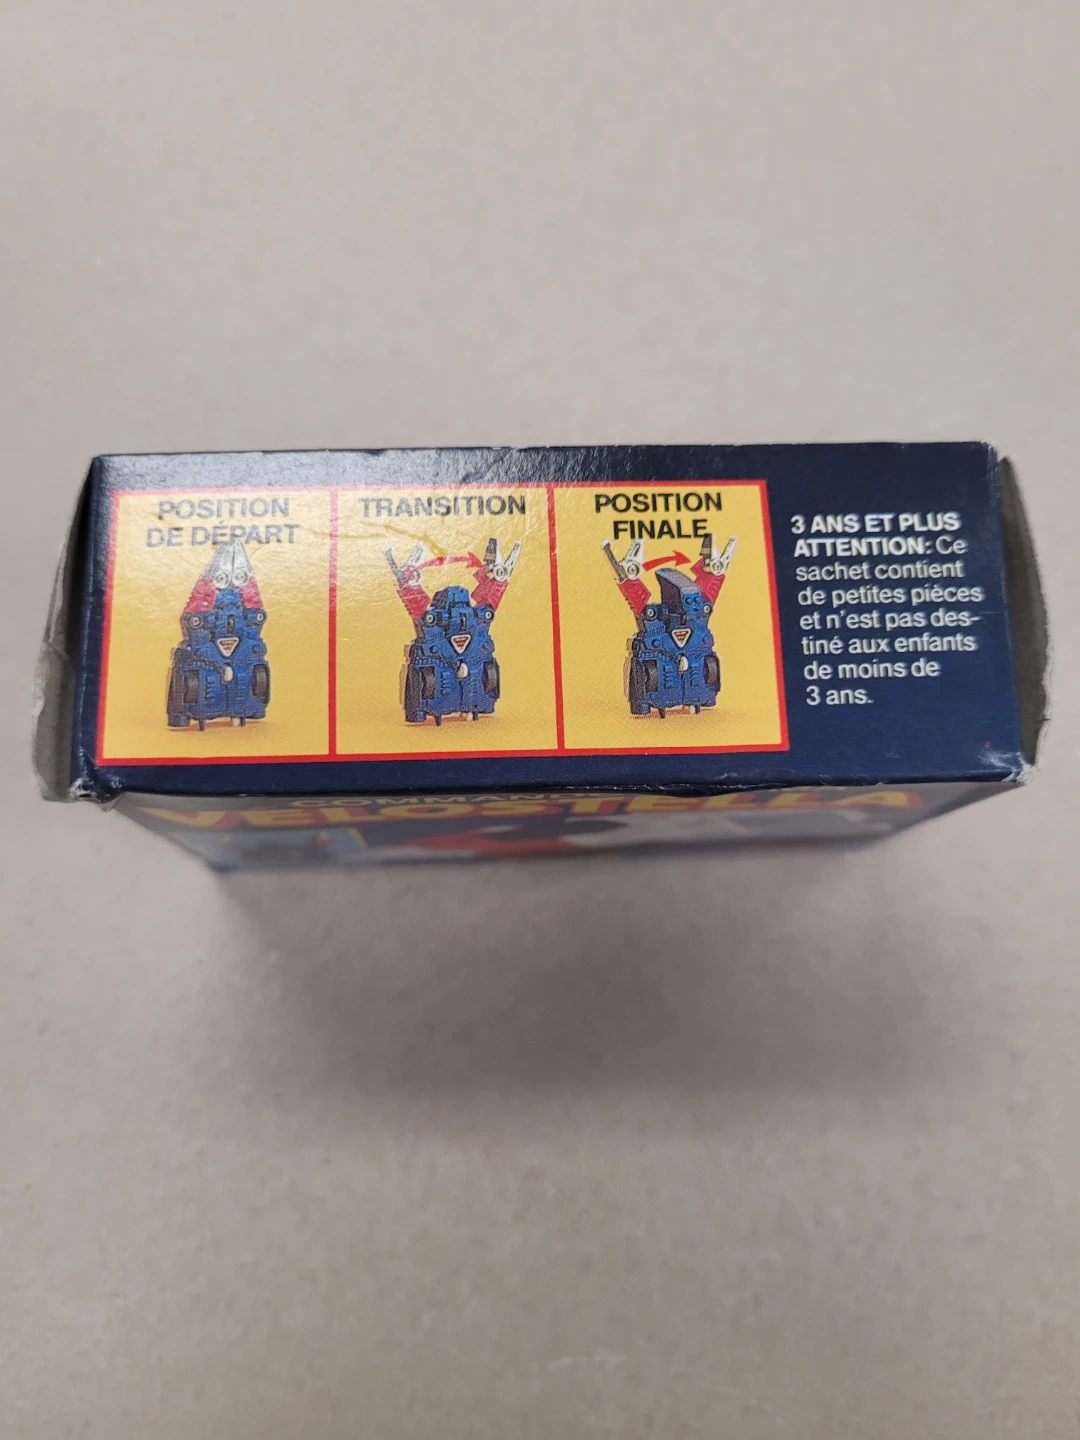 POSITION
DE DÉPART
TRANSITION
POSITION
FINALE
3 ANS ET PLUS
ATTENTION: Ce
sachet contient
de petites pièces
et n'est pas des-
tiné aux enfants
de moins de
3 ans.
VELOSTELLA